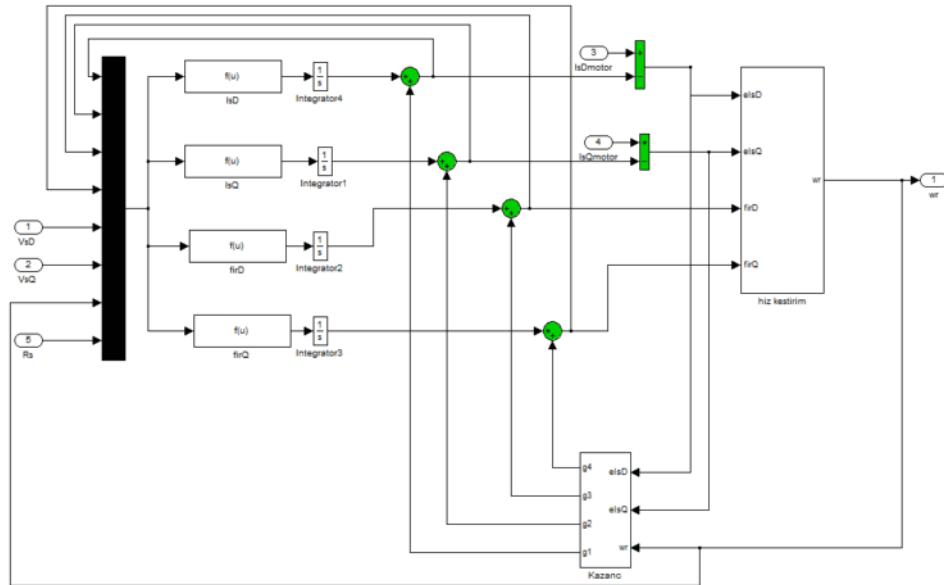 3
IsDmotor
f(u)
IsD
1
s
Integrator4
eIsD
4
IsQmotor
f(u)
IsQ
1
s
Integrator1
eIsQ
wr
1
wr
1
VsD
f(u)
firD
1
s
Integrator2
firD
2
VsQ
firQ
hiz kestirim
5
Rs
f(u)
firQ
1
s
Integrator3
g4
eIsD
g3
eIsQ
g2
g1
wr
Kazanc